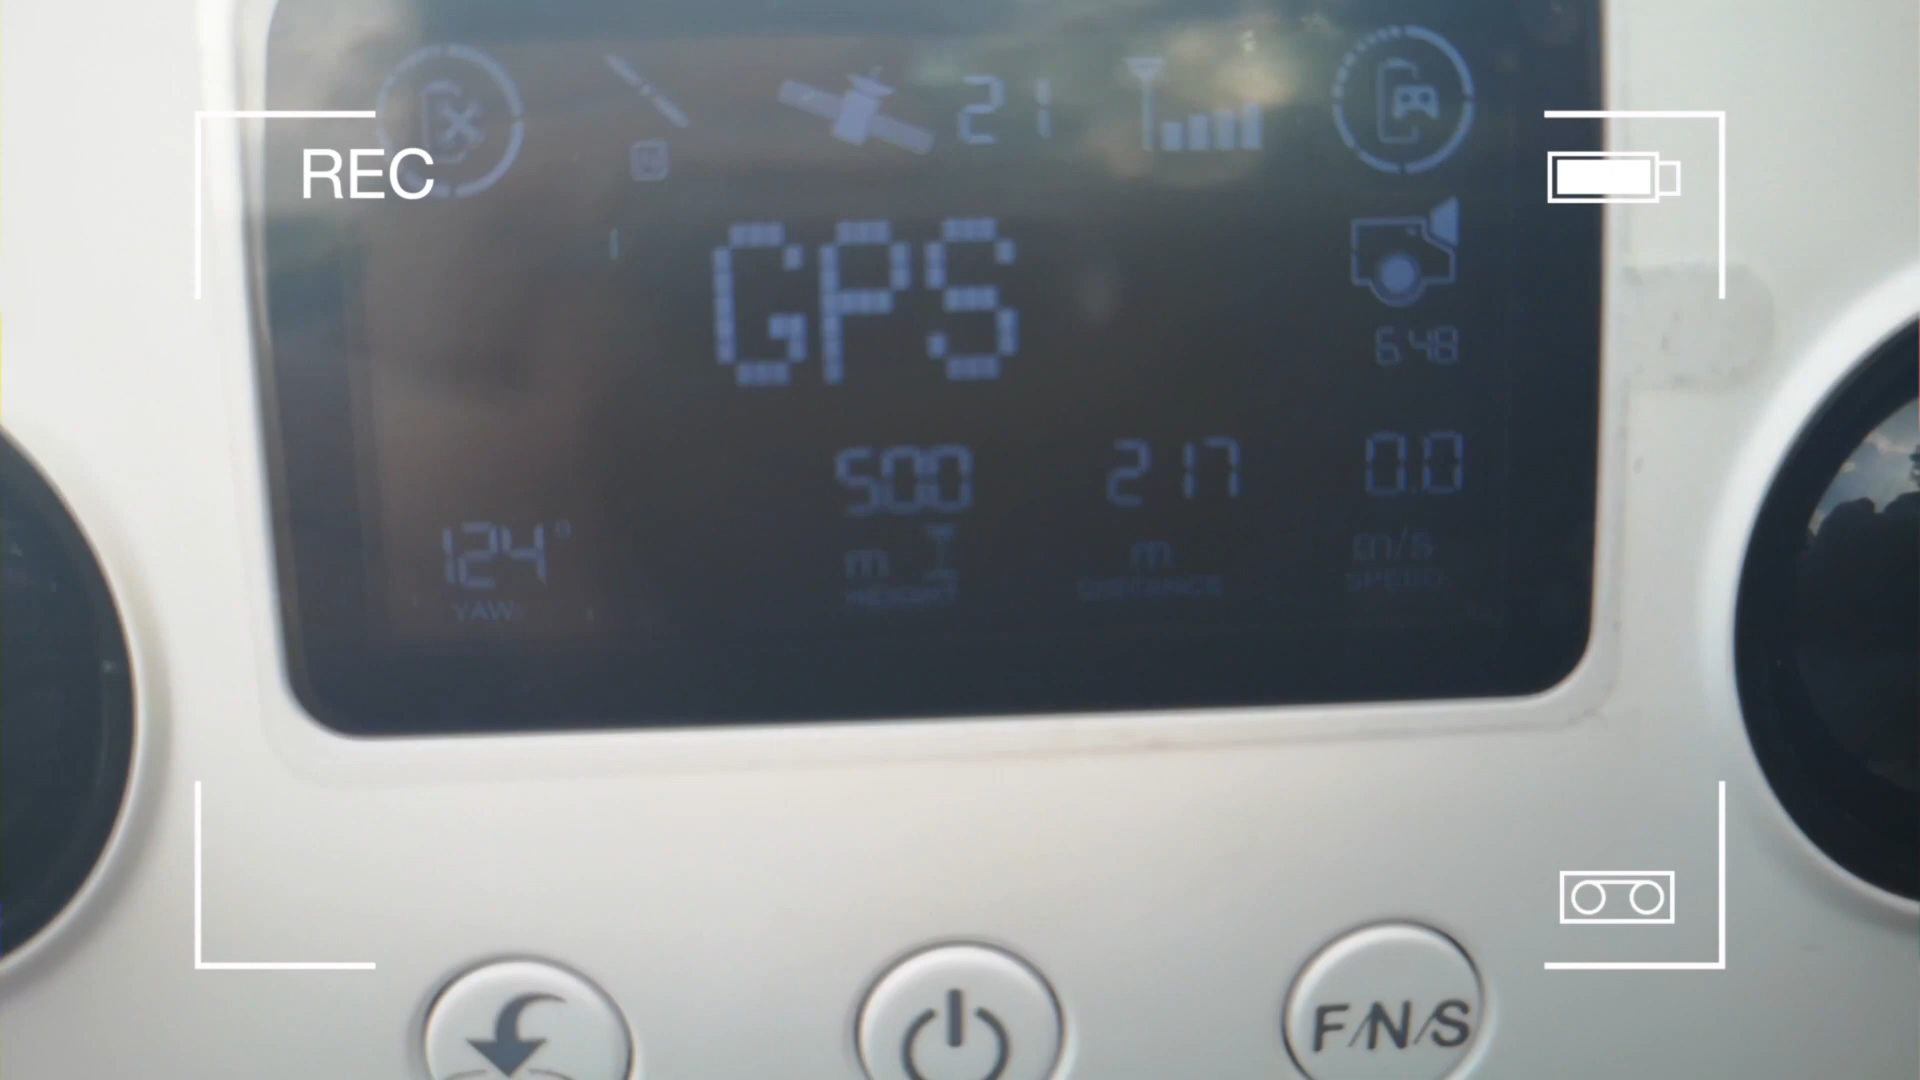 REC
21
GPS
6.48
500
217
0.0
124°
m
m
m/s
YAW
HEIGHT
DISTANCE
SPEED
F/N/S